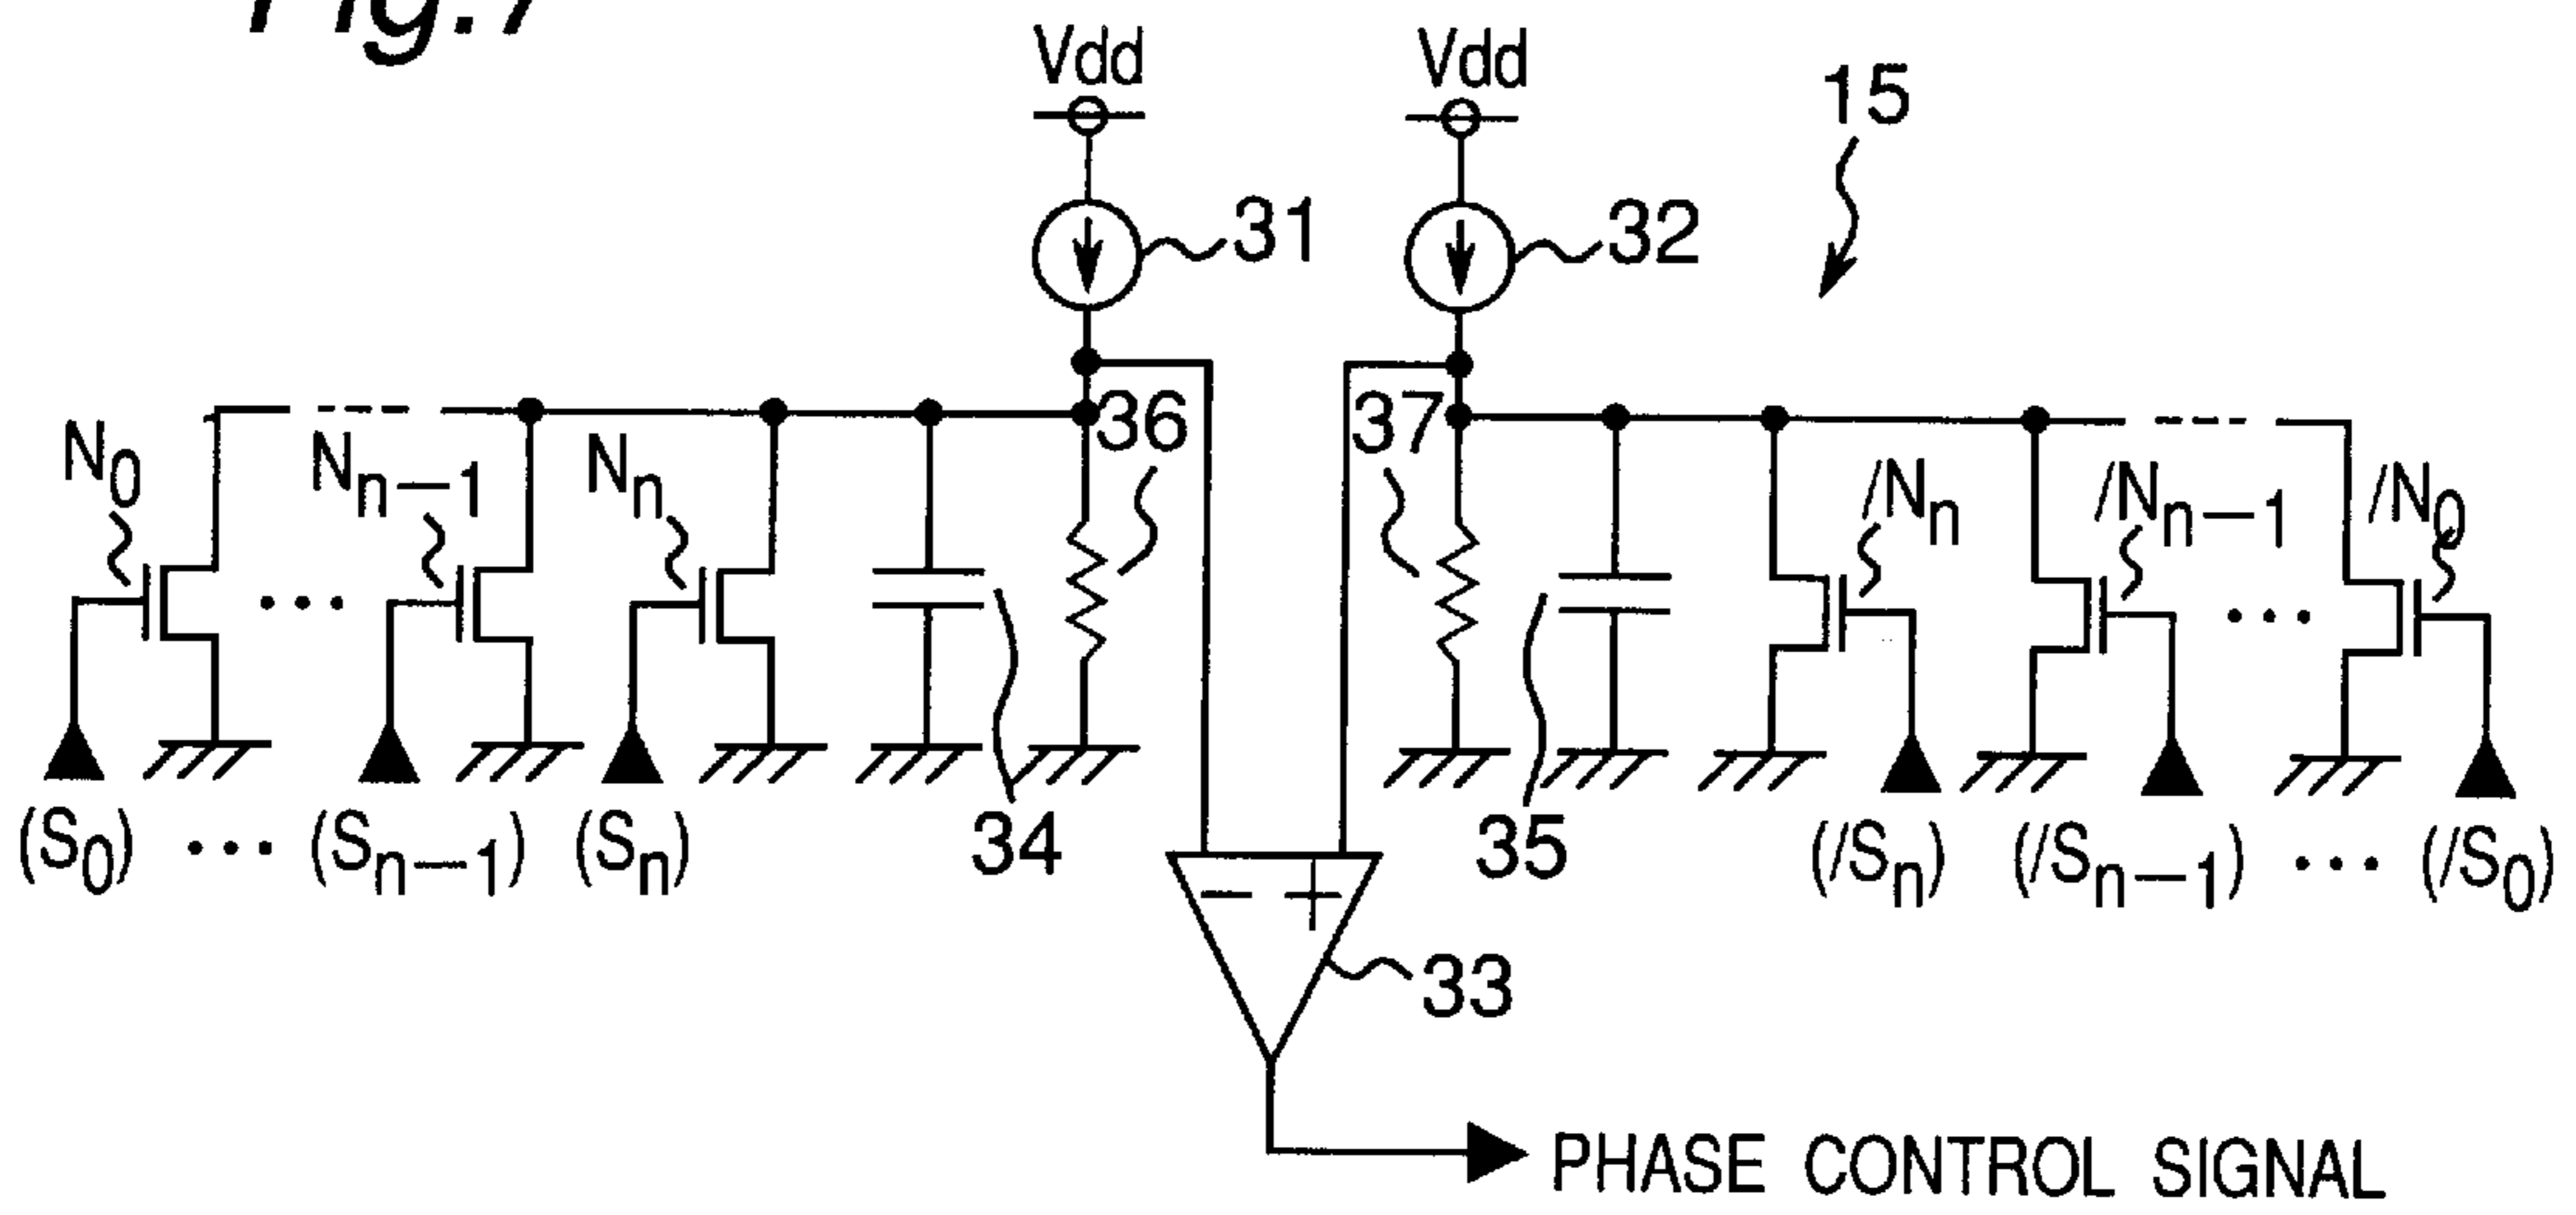 Fig.7
Vdd Vdd
15
31 32
36 37
N0 Nn−1 Nn /Nn /Nn−1 /N0
• • • • • •
34 35
(S0) • • • (Sn−1) (Sn) (/Sn) (/Sn−1) • • • (/S0)
− +
33
PHASE CONTROL SIGNAL